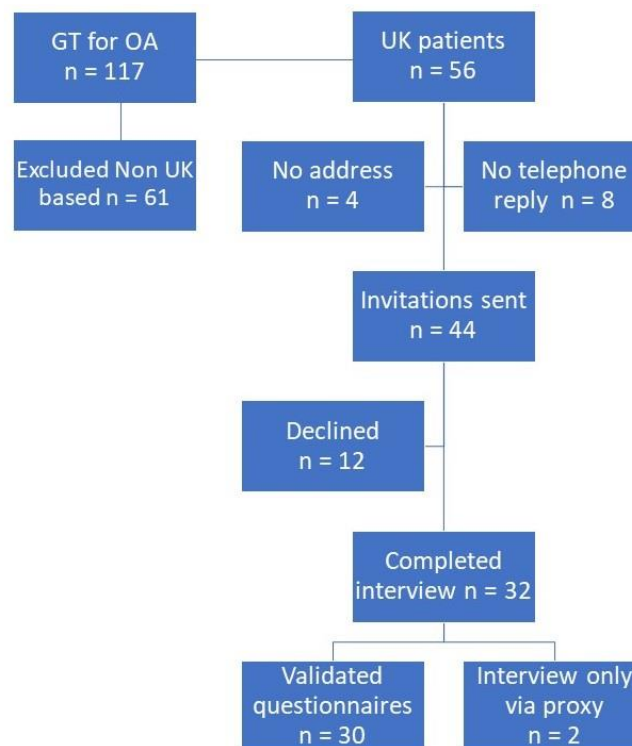 GT for OA
n = 117
UK patients
n = 56
Excluded Non UK
based n = 61
No address
n = 4
No telephone
reply n = 8
Invitations sent
n = 44
Declined
n = 12
Completed
interview n = 32
Validated
questionnaires
n = 30
Interview only
via proxy
n = 2